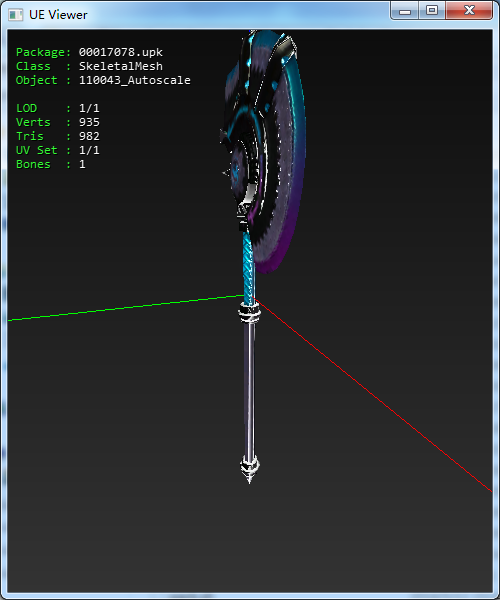 UE Viewer
Package: 00017078.upk
Class : SkeletalMesh
Object : 110043_Autoscale
LOD : 1/1
Verts : 935
Tris : 982
UV Set : 1/1
Bones : 1